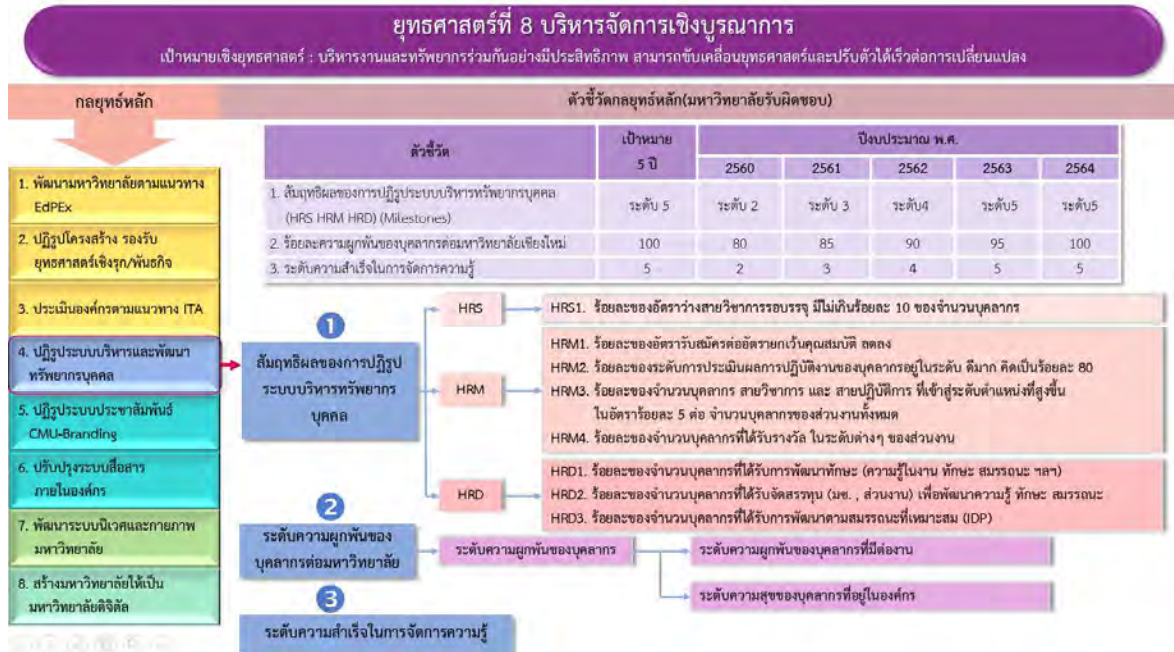 ยุทธศาสตร์ที่ 8 บริหารจัดการเชิงบูรณาการ
เป้าหมายเชิงยุทธศาสตร์ : บริหารงานและทรัพยากรร่วมกันอย่างมีประสิทธิภาพ สามารถขับเคลื่อนยุทธศาสตร์และปรับตัวได้เร็วต่อการเปลี่ยนแปลง
กลยุทธ์หลัก
ตัวชี้วัดกลยุทธ์หลัก(มหาวิทยาลัยรับผิดชอบ)
1. พัฒนามหาวิทยาลัยตามแนวทาง
EdPEx
2. ปฏิรูปโครงสร้าง รองรับ
ยุทธศาสตร์เชิงรุก/พันธกิจ
3. ประเมินองค์กรตามแนวทาง ITA
4. ปฏิรูประบบบริหารและพัฒนา
ทรัพยากรบุคคล
5. ปฏิรูประบบประชาสัมพันธ์
CMU-Branding
6. ปรับปรุงระบบสื่อสาร
ภายในองค์กร
7. พัฒนาระบบนิเวศและกายภาพ
มหาวิทยาลัย
8. สร้างมหาวิทยาลัยให้เป็น
มหาวิทยาลัยดิจิตัล
ตัวชี้วัด เป้าหมาย 5 ปี ปีงบประมาณ พ.ศ.
2560 2561 2562 2563 2564
1. สัมฤทธิผลของการปฏิรูประบบบริหารทรัพยากรบุคคล
(HRS HRM HRD) (Milestones) ระดับ 5 ระดับ 2 ระดับ 3 ระดับ4 ระดับ5 ระดับ5
2. ร้อยละความผูกพันของบุคลากรต่อมหาวิทยาลัยเชียงใหม่ 100 80 85 90 95 100
3. ระดับความสำเร็จในการจัดการความรู้ 5 2 3 4 5 5
1
สัมฤทธิผลของการปฏิรูป
ระบบบริหารทรัพยากร
บุคคล
HRS
HRS1. ร้อยละของอัตราว่างสายวิชาการรอบรรจุ มีไม่เกินร้อยละ 10 ของจำนวนบุคลากร
HRM
HRM1. ร้อยละของอัตรารับสมัครต่ออัตรายกเว้นคุณสมบัติ ลดลง
HRM2. ร้อยละของระดับการประเมินผลการปฏิบัติงานของบุคลากรอยู่ในระดับ ดีมาก คิดเป็นร้อยละ 80
HRM3. ร้อยละของจำนวนบุคลากร สายวิชาการ และ สายปฏิบัติการ ที่เข้าสู่ระดับตำแหน่งที่สูงขึ้น
ในอัตราร้อยละ 5 ต่อ จำนวนบุคลากรของส่วนงานทั้งหมด
HRM4. ร้อยละของจำนวนบุคลากรที่ได้รับรางวัล ในระดับต่างๆ ของส่วนงาน
HRD
HRD1. ร้อยละของจำนวนบุคลากรที่ได้รับการพัฒนาทักษะ (ความรู้ในงาน ทักษะ สมรรถนะ ฯลฯ)
HRD2. ร้อยละของจำนวนบุคลากรที่ได้รับจัดสรรทุน (มช. , ส่วนงาน) เพื่อพัฒนาความรู้ ทักษะ สมรรถนะ
HRD3. ร้อยละของจำนวนบุคลากรที่ได้รับการพัฒนาตามสมรรถนะที่เหมาะสม (IDP)
2
ระดับความผูกพันของ
บุคลากรต่อมหาวิทยาลัย
ระดับความผูกพันของบุคลากร
ระดับความผูกพันของบุคลากรที่มีต่องาน
ระดับความสุขของบุคลากรที่อยู่ในองค์กร
3
ระดับความสำเร็จในการจัดการความรู้